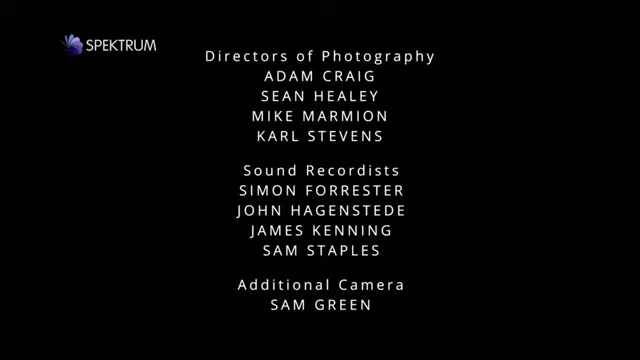 SPEKTRUM
Directors of Photography
ADAM CRAIG
SEAN HEALEY
MIKE MARMION
KARL STEVENS
Sound Recordists
SIMON FORRESTER
JOHN HAGENSTEDE
JAMES KENNING
SAM STAPLES
Additional Camera
SAM GREEN